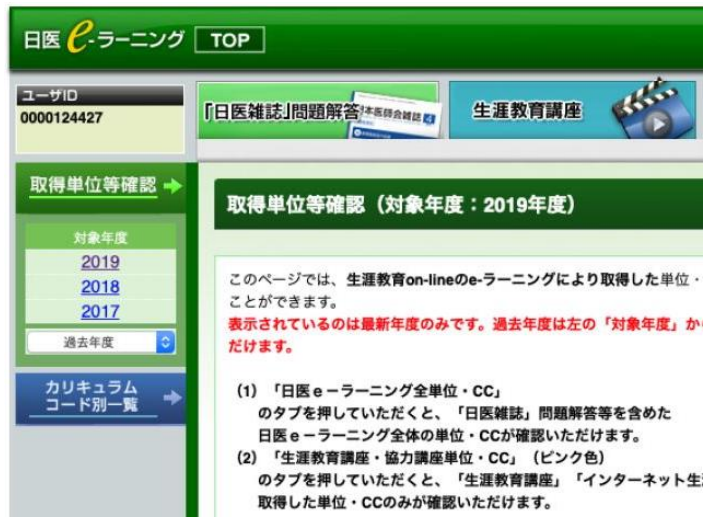 日医 e-ラーニング TOP
ユーザID
0000124427
「日医雑誌」問題解答
生涯教育講座
取得単位等確認
対象年度
2019
2018
2017
過去年度
カリキュラム
コード別一覧
取得単位等確認（対象年度：2019年度）
このページでは、生涯教育on-lineのe-ラーニングにより取得した単位・
ことができます。
表示されているのは最新年度のみです。過去年度は左の「対象年度」か
だけます。
(1) 「日医ｅーラーニング全単位・CC」
のタブを押していただくと、「日医雑誌」問題解答等を含めた
日医ｅーラーニング全体の単位・CCが確認いただけます。
(2) 「生涯教育講座・協力講座単位・CC」（ピンク色）
のタブを押していただくと、「生涯教育講座」「インターネット生
取得した単位・CCのみが確認いただけます。